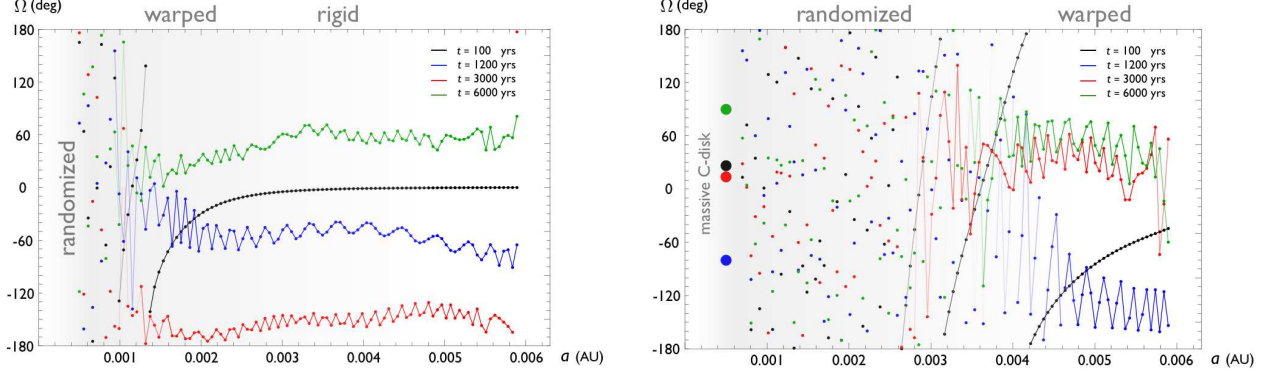 Ω (deg)
warped rigid
180
120
60
0
-60
-120
-180
randomized
t = 100 yrs
t = 1200 yrs
t = 3000 yrs
t = 6000 yrs
0.001 0.002 0.003 0.004 0.005 0.006 a (AU)
Ω (deg)
randomized warped
180
120
60
0
-60
-120
-180
massive C-disk
t = 100 yrs
t = 1200 yrs
t = 3000 yrs
t = 6000 yrs
0.001 0.002 0.003 0.004 0.005 0.006 a (AU)